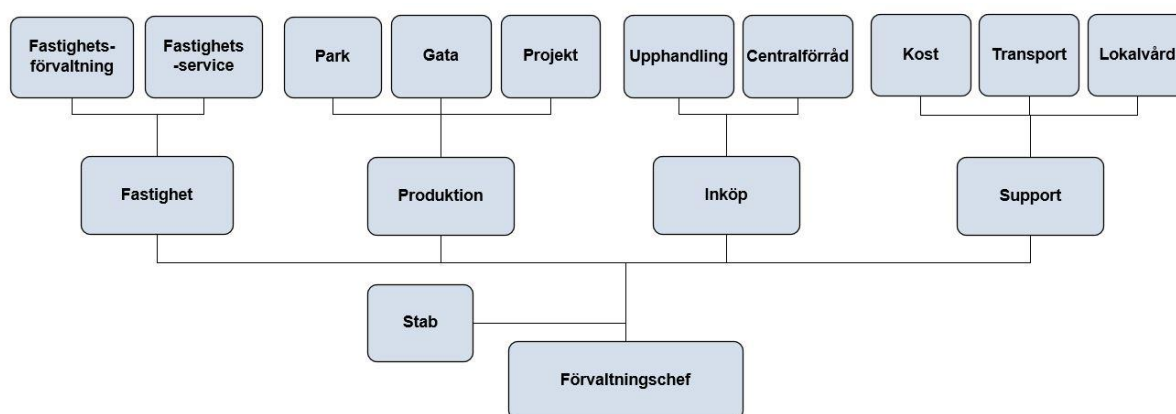 Fastighets-
förvaltning
Fastighets
-service
Park
Gata
Projekt
Upphandling
Centralförråd
Kost
Transport
Lokalvård
Fastighet
Produktion
Inköp
Support
Stab
Förvaltningschef